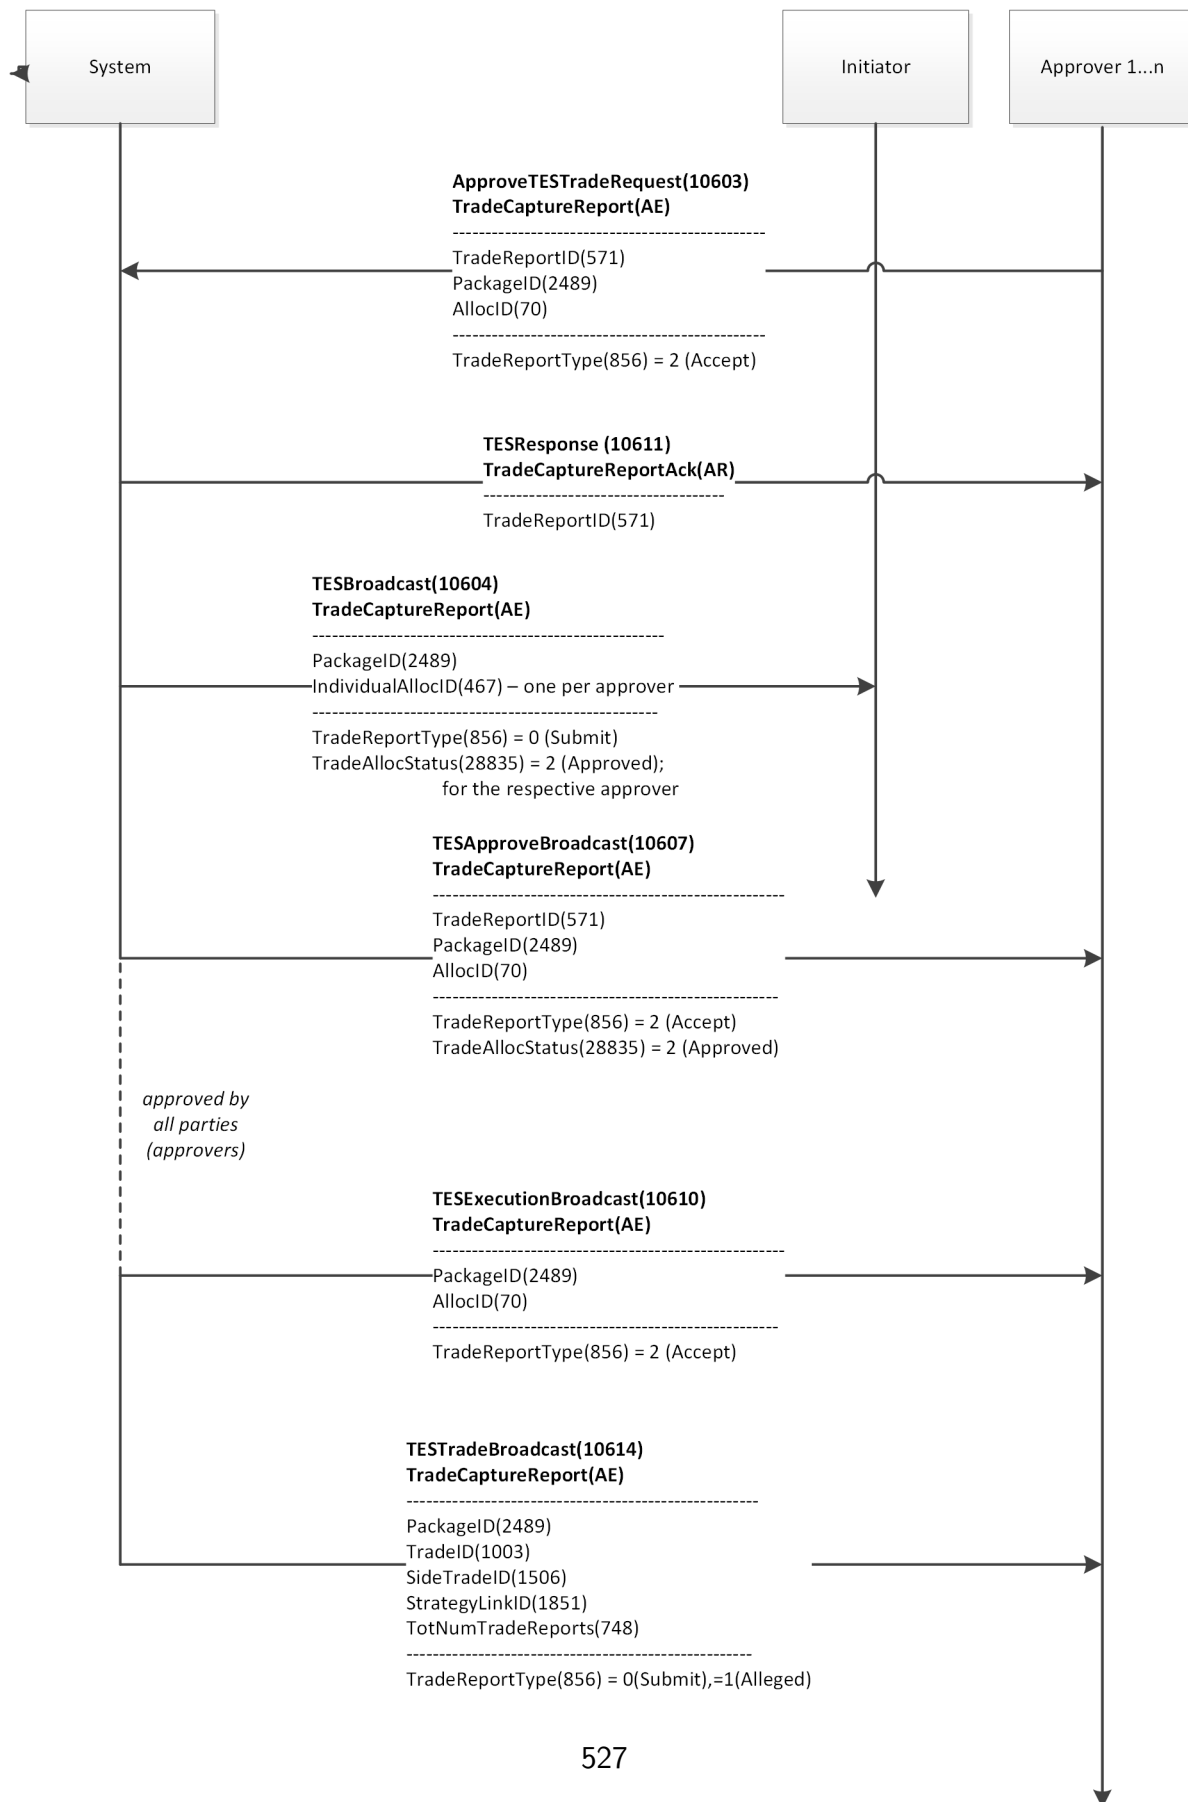 System
Initiator
Approver 1...n
ApproveTESTradeRequest(10603)
TradeCaptureReport(AE)
------------------------------------------------
TradeReportID(571)
PackageID(2489)
AllocID(70)
------------------------------------------------
TradeReportType(856) = 2 (Accept)
TESResponse (10611)
TradeCaptureReportAck(AR)
-------------------------------------
TradeReportID(571)
TESBroadcast(10604)
TradeCaptureReport(AE)
------------------------------------------------------
PackageID(2489)
IndividualAllocID(467) – one per approver
-----------------------------------------------------
TradeReportType(856) = 0 (Submit)
TradeAllocStatus(28835) = 2 (Approved);
for the respective approver
TESApproveBroadcast(10607)
TradeCaptureReport(AE)
------------------------------------------------------
TradeReportID(571)
PackageID(2489)
AllocID(70)
-----------------------------------------------------
TradeReportType(856) = 2 (Accept)
TradeAllocStatus(28835) = 2 (Approved)
approved by
all parties
(approvers)
TESExecutionBroadcast(10610)
TradeCaptureReport(AE)
------------------------------------------------------
PackageID(2489)
AllocID(70)
-----------------------------------------------------
TradeReportType(856) = 2 (Accept)
TESTradeBroadcast(10614)
TradeCaptureReport(AE)
------------------------------------------------------
PackageID(2489)
TradeID(1003)
SideTradeID(1506)
StrategyLinkID(1851)
TotNumTradeReports(748)
-----------------------------------------------------
TradeReportType(856) = 0(Submit),=1(Alleged)
527